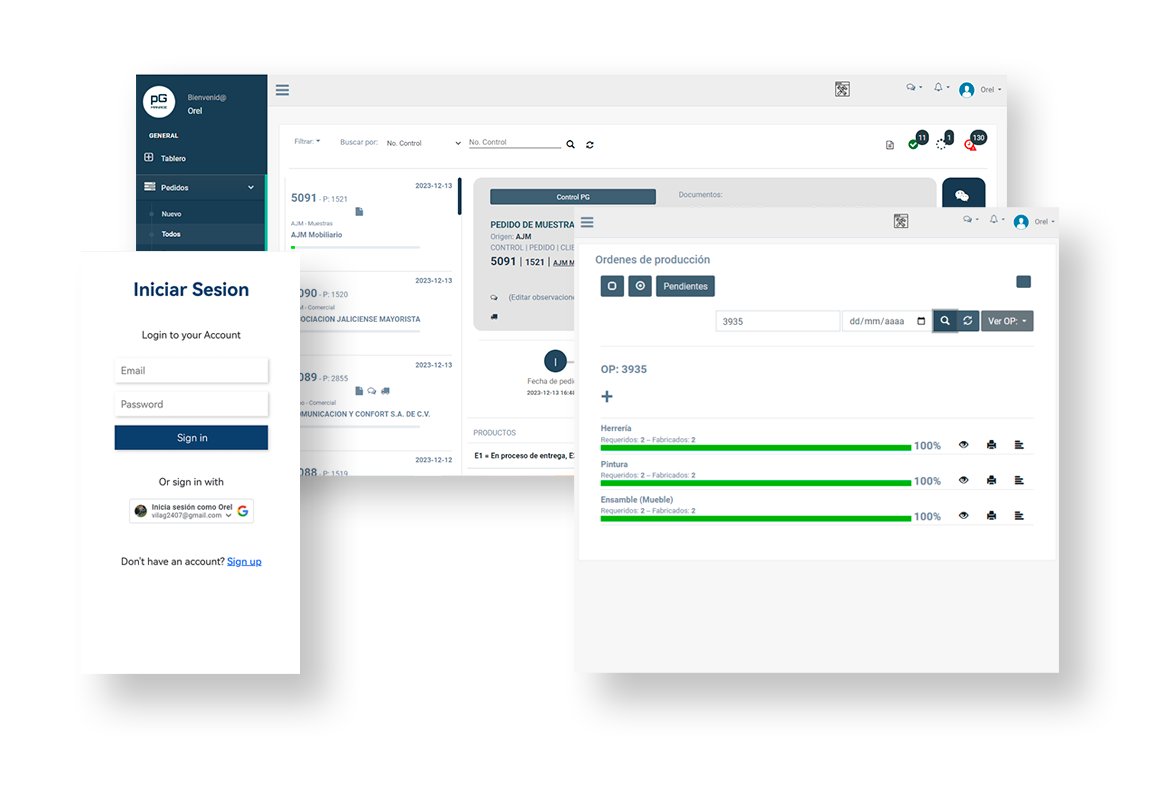 pG
MANAGE
Bienvenid@
Orel
GENERAL
Tablero
Pedidos
Nuevo
Todos
Orel
Filtrar:
Buscar por:
No. Control
No. Control
11
1
130
2023-12-13
5091 - P: 1521
AJM - Muestras
AJM Mobiliario
2023-12-13
090 - P: 1520
- Comercial
OCIACION JALICIENSE MAYORISTA
2023-12-13
089 - P: 2855
- Comercial
MUNICACION Y CONFORT S.A. DE C.V.
2023-12-12
088 - P: 1519
Control PG
Documentos:
PEDIDO DE MUESTRA
Origen: AJM
CONTROL | PEDIDO | CLIE
5091 | 1521 | AJM M
(Editar observacione
I
Fecha de pedi
2023-12-13 16:48
PRODUCTOS
E1 = En proceso de entrega, E
Iniciar Sesion
Login to your Account
Email
Password
Sign in
Or sign in with
Inicia sesión como Orel
vilag2407@gmail.com
Don't have an account? Sign up
Orel
Ordenes de producción
Pendientes
3935
dd/mm/aaaa
Ver OP:
OP: 3935
Herrería
Requeridos: 2 – Fabricados: 2
100%
Pintura
Requeridos: 2 – Fabricados: 2
100%
Ensamble (Mueble)
Requeridos: 2 – Fabricados: 2
100%